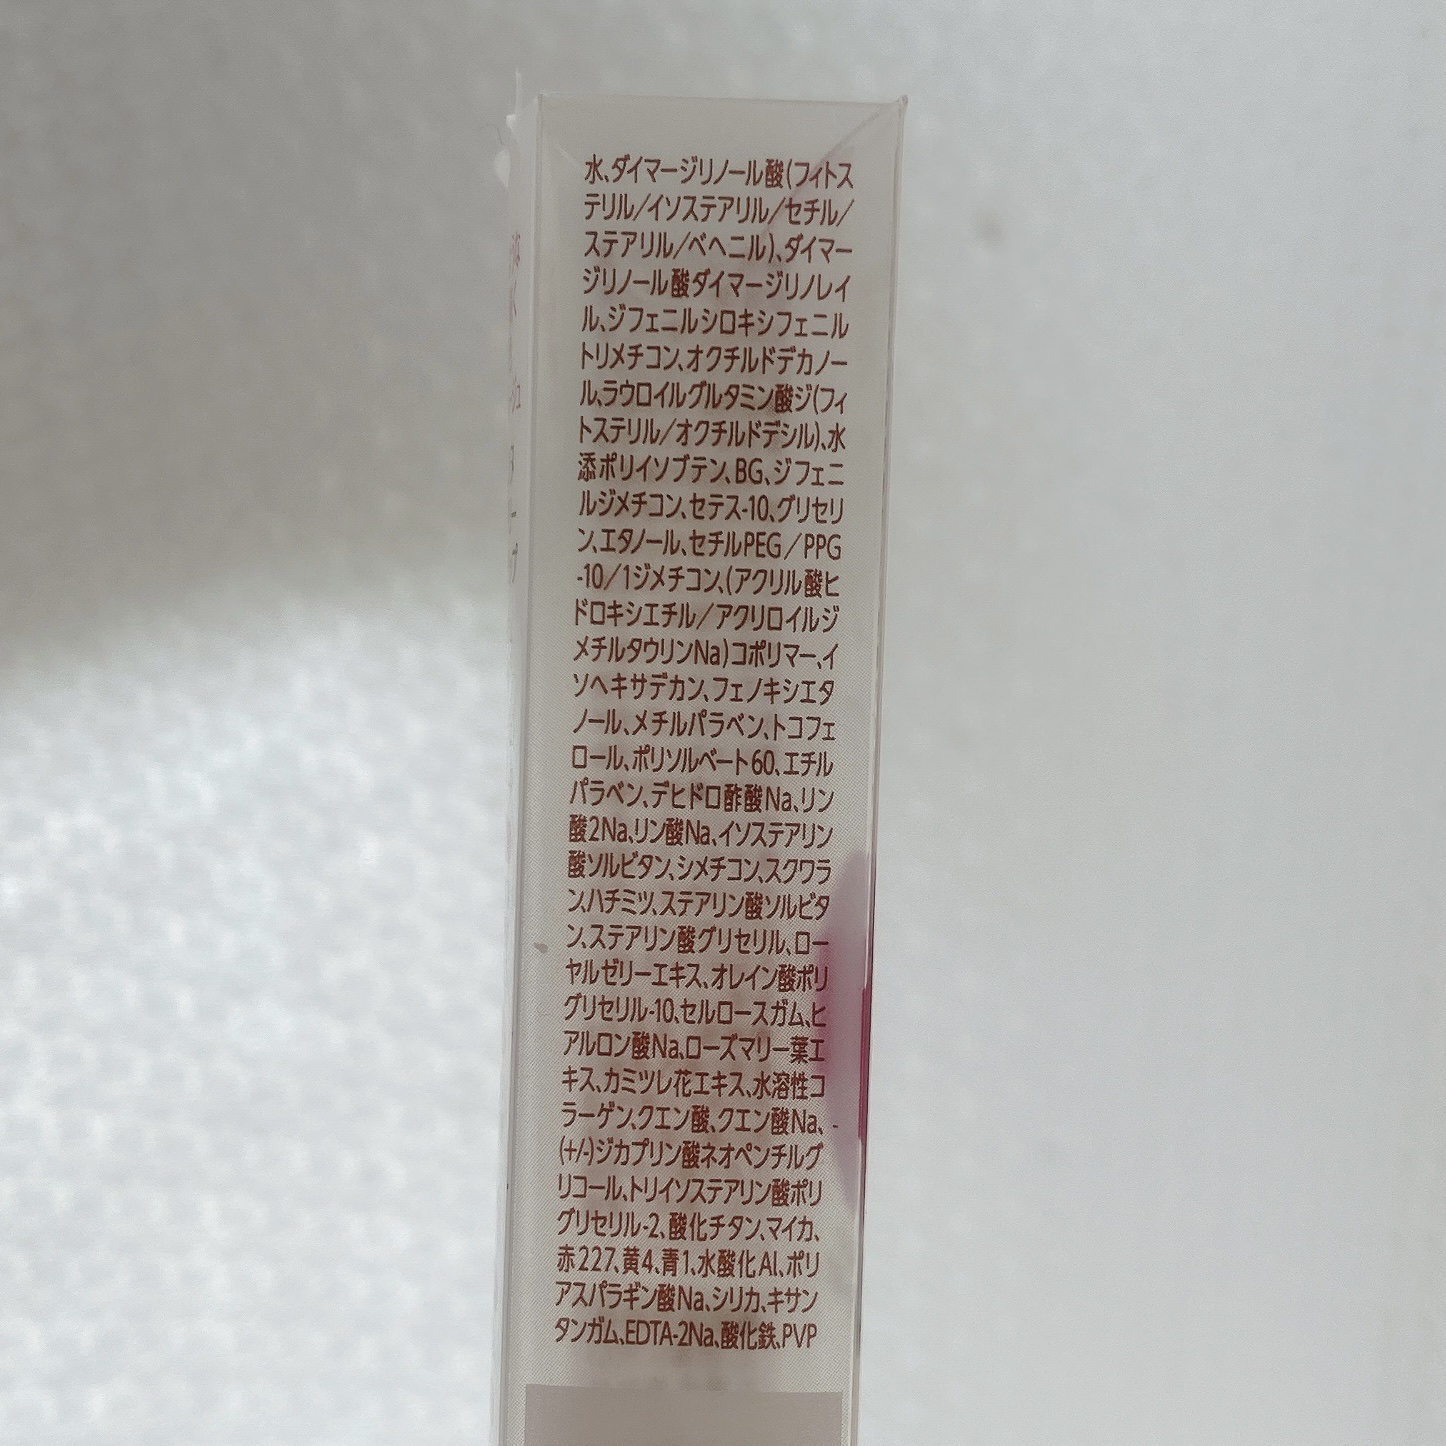 水、ダイマージリノール酸(フィトス
テリル/イソステアリル/セチル/
ステアリル/ベヘニル)、ダイマー
ジリノール酸ダイマージリノレイ
ル、ジフェニルシロキシフェニル
トリメチコン、オクチルドデカノー
ル、ラウロイルグルタミン酸ジ(フィ
トステリル/オクチルドデシル)、水
添ポリイソブテン、BG、ジフェニ
ルジメチコン、セテス-10、グリセリ
ン、エタノール、セチルPEG/PPG
-10/1ジメチコン、(アクリル酸ヒ
ドロキシエチル/アクリロイルジ
メチルタウリンNa)コポリマー、イ
ソヘキサデカン、フェノキシエタ
ノール、メチルパラベン、トコフェ
ロール、ポリソルベート60、エチル
パラベン、デヒドロ酢酸Na、リン
酸2Na、リン酸Na、イソステアリン
酸ソルビタン、シメチコン、スクワラ
ン、ハチミツ、ステアリン酸ソルビタ
ン、ステアリン酸グリセリル、ロー
ヤルゼリーエキス、オレイン酸ポリ
グリセリル-10、セルロースガム、ヒ
アルロン酸Na、ローズマリー葉エ
キス、カミツレ花エキス、水溶性コ
ラーゲン、クエン酸、クエン酸Na、
(+/-)ジカプリン酸ネオペンチルグ
リコール、トリイソステアリン酸ポリ
グリセリル-2、酸化チタン、マイカ、
赤227、黄4、青1、水酸化Al、ポリ
アスパラギン酸Na、シリカ、キサン
タンガム、EDTA-2Na、酸化鉄、PVP